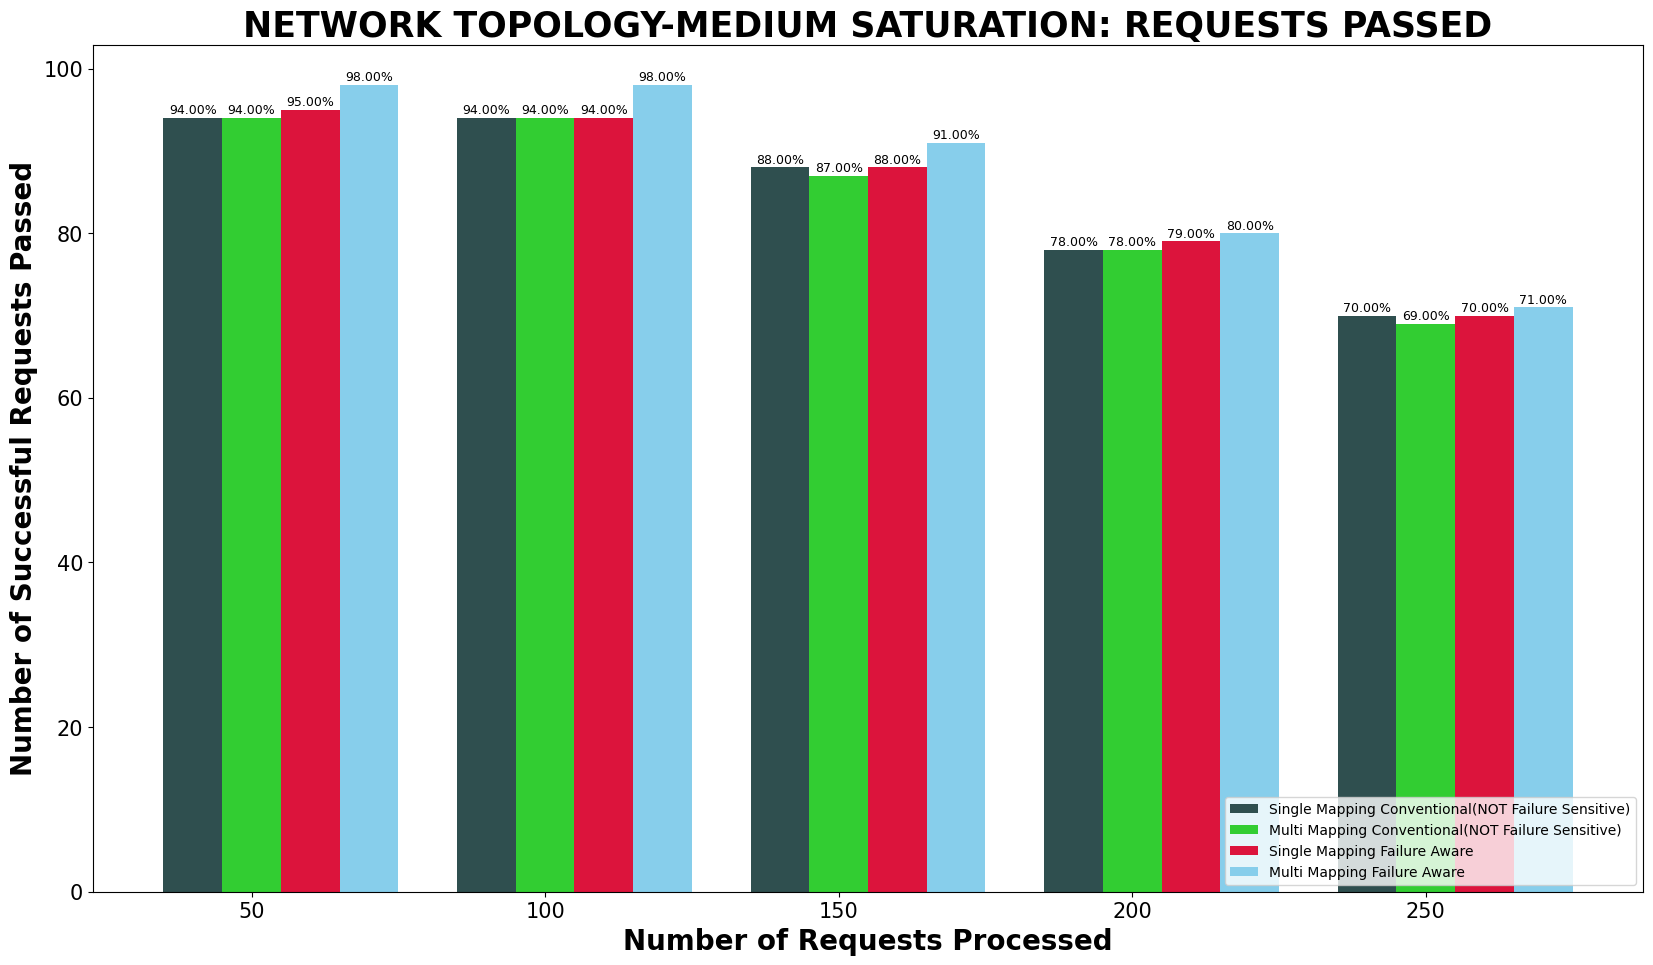 NETWORK TOPOLOGY-MEDIUM SATURATION: REQUESTS PASSED
Number of Successful Requests Passed
100
80
60
40
20
0
94.00% 94.00% 95.00% 98.00%
94.00% 94.00% 94.00% 98.00%
88.00% 87.00% 88.00% 91.00%
78.00% 78.00% 79.00% 80.00%
70.00% 69.00% 70.00% 71.00%
Single Mapping Conventional(NOT Failure Sensitive)
Multi Mapping Conventional(NOT Failure Sensitive)
Single Mapping Failure Aware
Multi Mapping Failure Aware
50 100 150 200 250
Number of Requests Processed